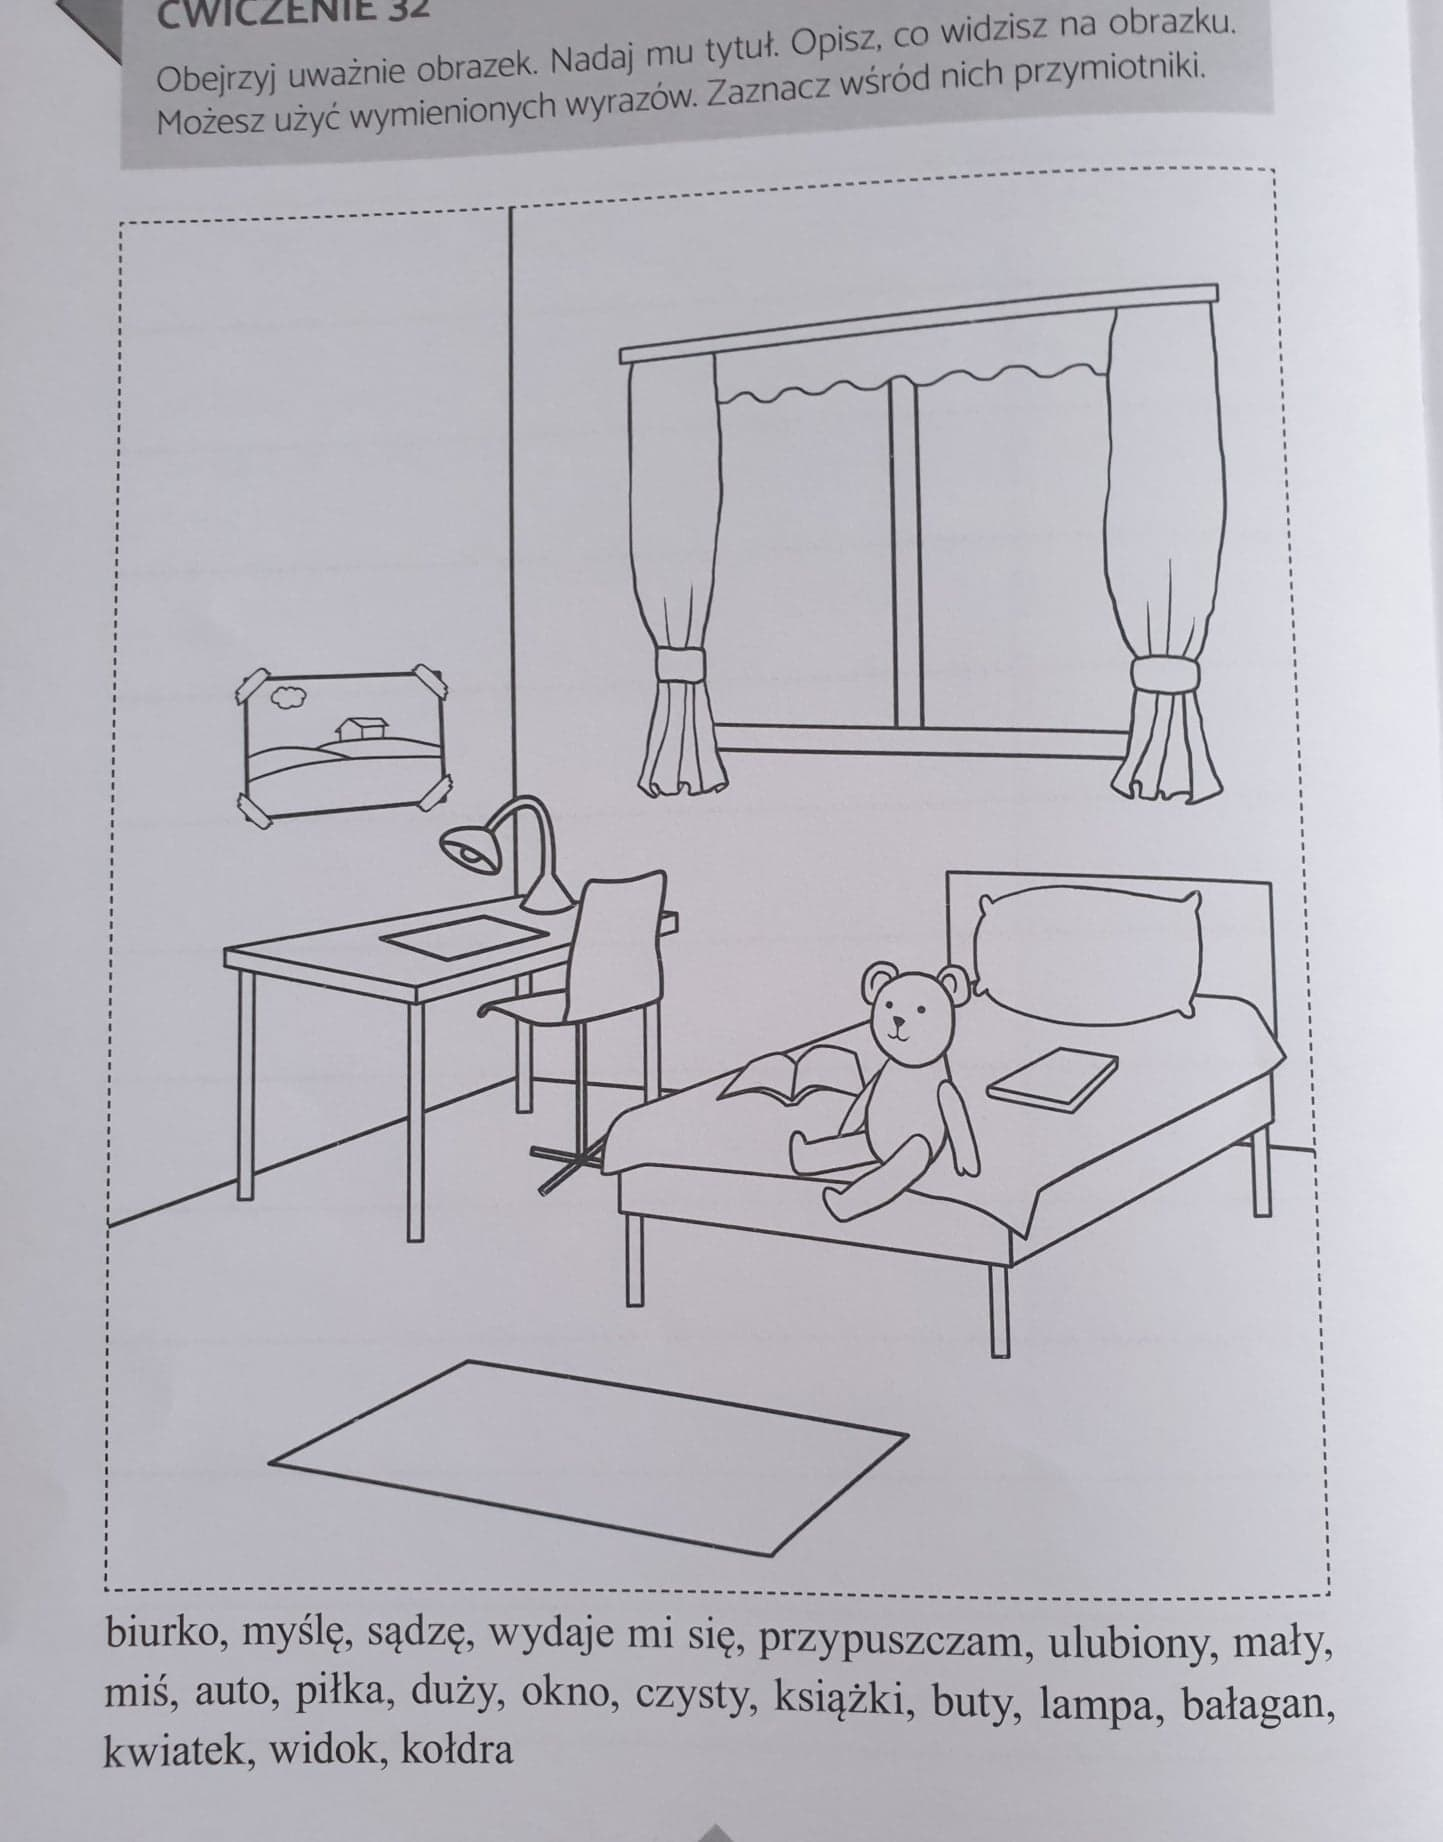 ĆWICZENIE 32
Obejrzyj uważnie obrazek. Nadaj mu tytuł. Opisz, co widzisz na obrazku.
Możesz użyć wymienionych wyrazów. Zaznacz wśród nich przymiotniki.
biurko, myślę, sądzę, wydaje mi się, przypuszczam, ulubiony, mały,
miś, auto, piłka, duży, okno, czysty, książki, buty, lampa, bałagan,
kwiatek, widok, kołdra